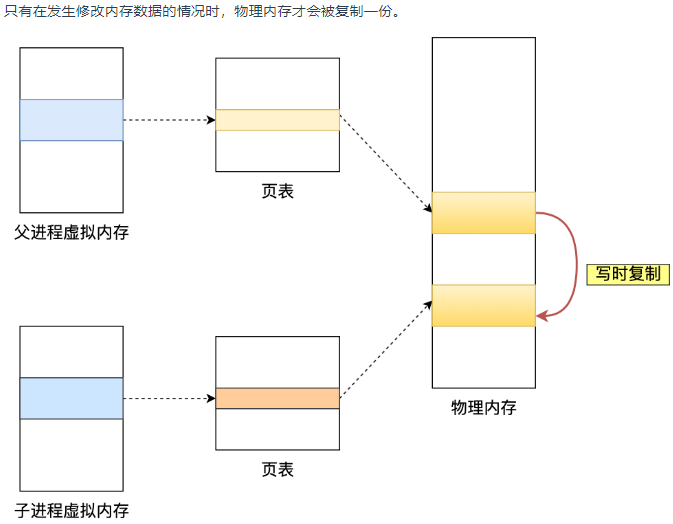 只有在发生修改内存数据的情况时，物理内存才会被复制一份。
页表
父进程虚拟内存
写时复制
物理内存
页表
子进程虚拟内存